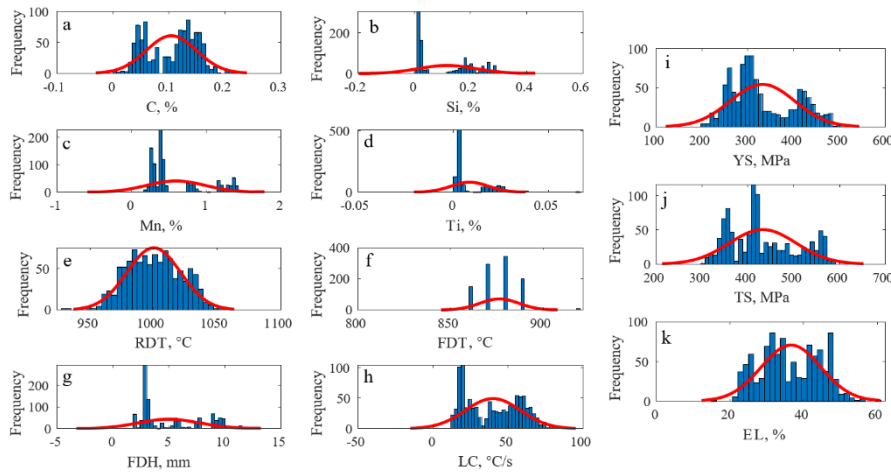 100
Frequency
50
0
a
-0.1
0
0.1
0.2
0.3
C, %
300
Frequency
200
100
0
b
-0.2
0
0.2
0.4
0.6
Si, %
200
Frequency
100
0
c
-1
0
1
2
Mn, %
500
Frequency
0
d
-0.05
0
0.05
Ti, %
Frequency
50
0
e
950
1000
1050
1100
RDT, °C
400
Frequency
200
0
f
800
850
900
FDT, °C
Frequency
200
100
0
g
-5
0
5
10
15
FDH, mm
100
Frequency
50
0
h
-50
0
50
100
LC, °C/s
100
Frequency
50
0
i
100
200
300
400
500
600
YS, MPa
Frequency
100
50
0
j
200
300
400
500
600
700
TS, MPa
100
Frequency
50
0
k
0
20
40
60
EL, %